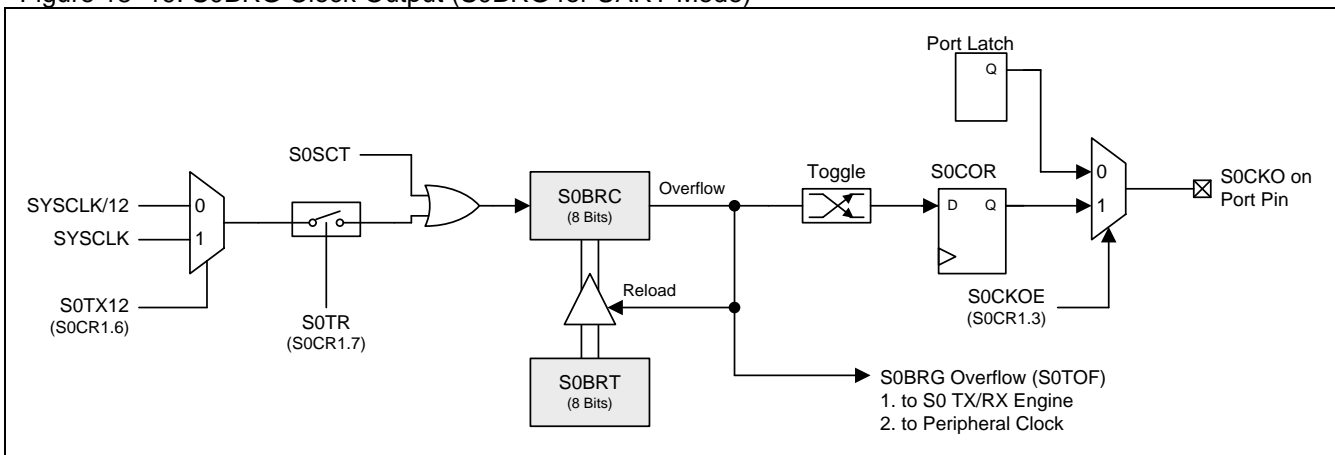 Figure S0BRG Clock Output (S0BRG for UART Mode)
Port Latch
Q
S0SCT
SYSCLK/12
0
SYSCLK
1
S0TX12
(S0CR1.6)
S0TR
(S0CR1.7)
S0BRC
(8 Bits)
Overflow
Reload
S0BRT
(8 Bits)
Toggle
S0COR
D Q
0
1
S0CKO on
Port Pin
S0CKOE
(S0CR1.3)
S0BRG Overflow (S0TOF)
1. to S0 TX/RX Engine
2. to Peripheral Clock